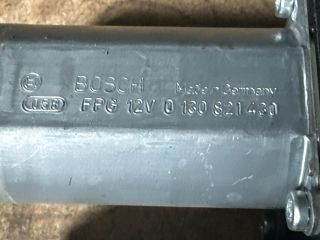 BOSCH Made in Germany
FPG 12V 0 130 821 430